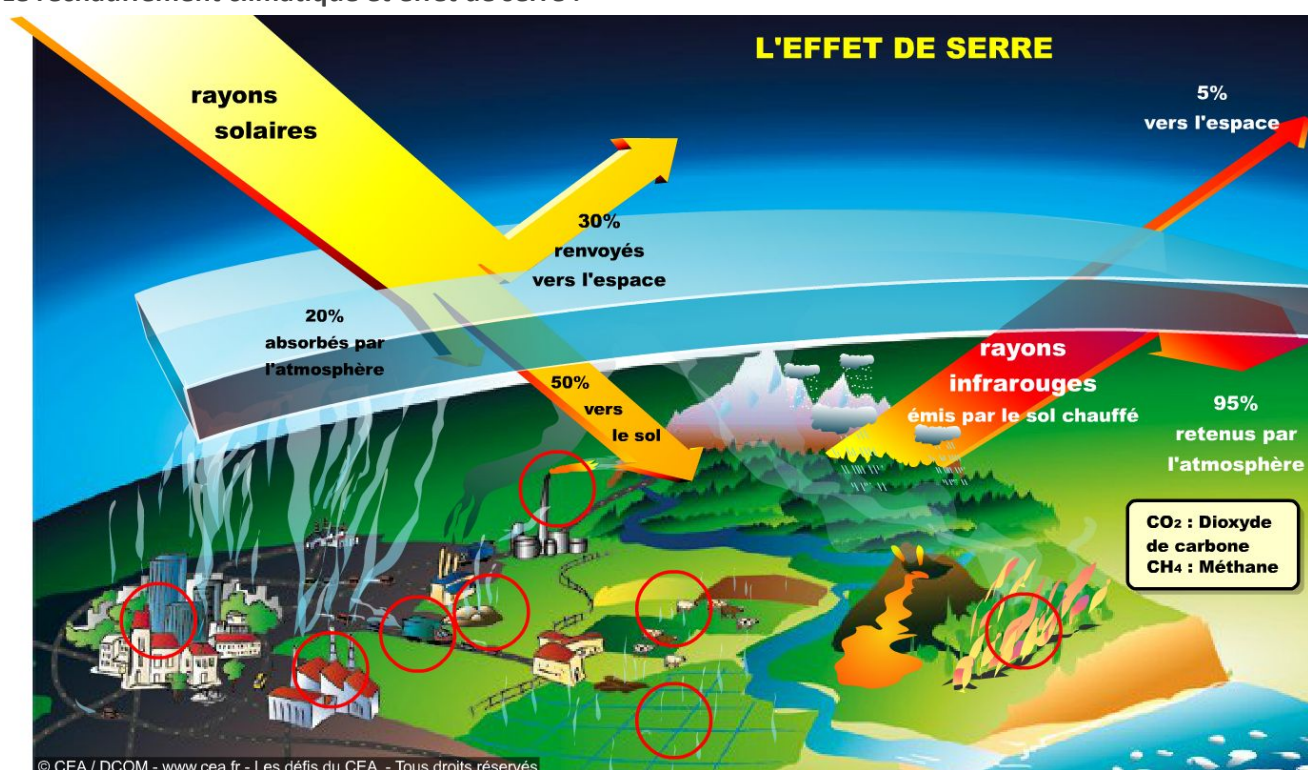 L'EFFET DE SERRE
rayons
solaires
5%
vers l'espace
30%
renvoyés
vers l'espace
20%
absorbés par
l'atmosphère
50%
vers
le sol
rayons
infrarouges
émis par le sol chauffé
95%
retenus par
l'atmosphère
CO2 : Dioxyde
de carbone
CH4 : Méthane
© CEA / DCOM - www.cea.fr - Les défis du CEA - Tous droits réservés